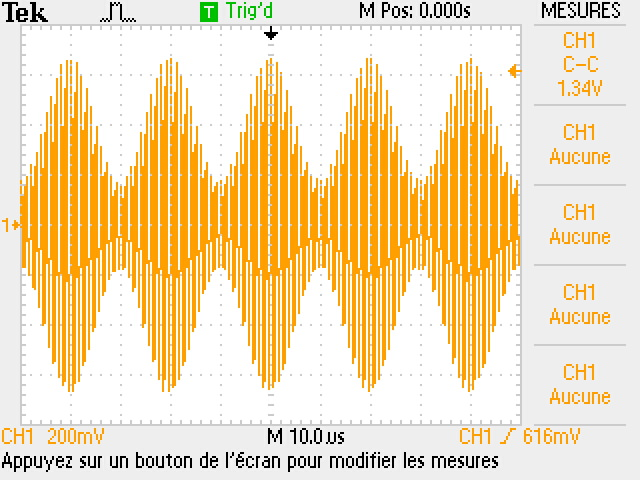 Tek T Trig'd M Pos: 0.000s MESURES
CH1
C-C
1.34V
CH1
Aucune
CH1
Aucune
CH1
Aucune
CH1
Aucune
1
CH1 200mV M 10.0us CH1 616mV
Appuyez sur un bouton de l'écran pour modifier les mesures